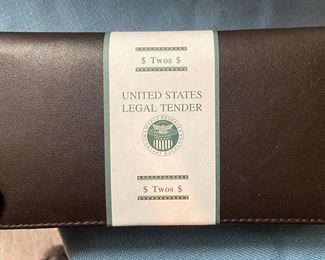 $ Twos $
UNITED STATES
LEGAL TENDER
$ Twos $